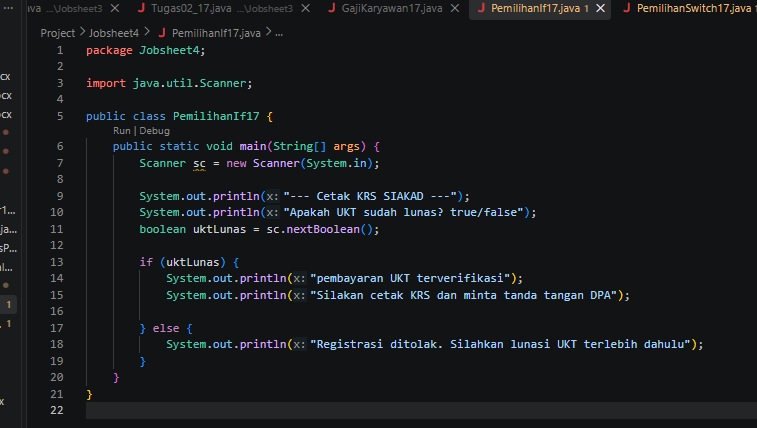 ... ava ...\Jobsheet3 Tugas02_17.java ...\Jobsheet3 GajiKaryawan17.java PemilihanIf17.java 1 PemilihanSwitch17.java
Project > Jobsheet4 > PemilihanIf17.java > ...
1 package Jobsheet4;
2
3 import java.util.Scanner;
4
5 public class PemilihanIf17 {
Run | Debug
6 public static void main(String[] args) {
7 Scanner sc = new Scanner(System.in);
8
9 System.out.println(x: "--- Cetak KRS SIAKAD ---");
10 System.out.println(x: "Apakah UKT sudah lunas? true/false");
11 boolean uktLunas = sc.nextBoolean();
12
13 if (uktLunas) {
14 System.out.println(x: "pembayaran UKT terverifikasi");
15 System.out.println(x: "Silakan cetak KRS dan minta tanda tangan DPA");
16
17 } else {
18 System.out.println(x: "Registrasi ditolak. Silahkan lunasi UKT terlebih dahulu");
19 }
20 }
21 }
22
cx
ocx
ocx
r1...
ja...
sP...
al...
1
. 1
x